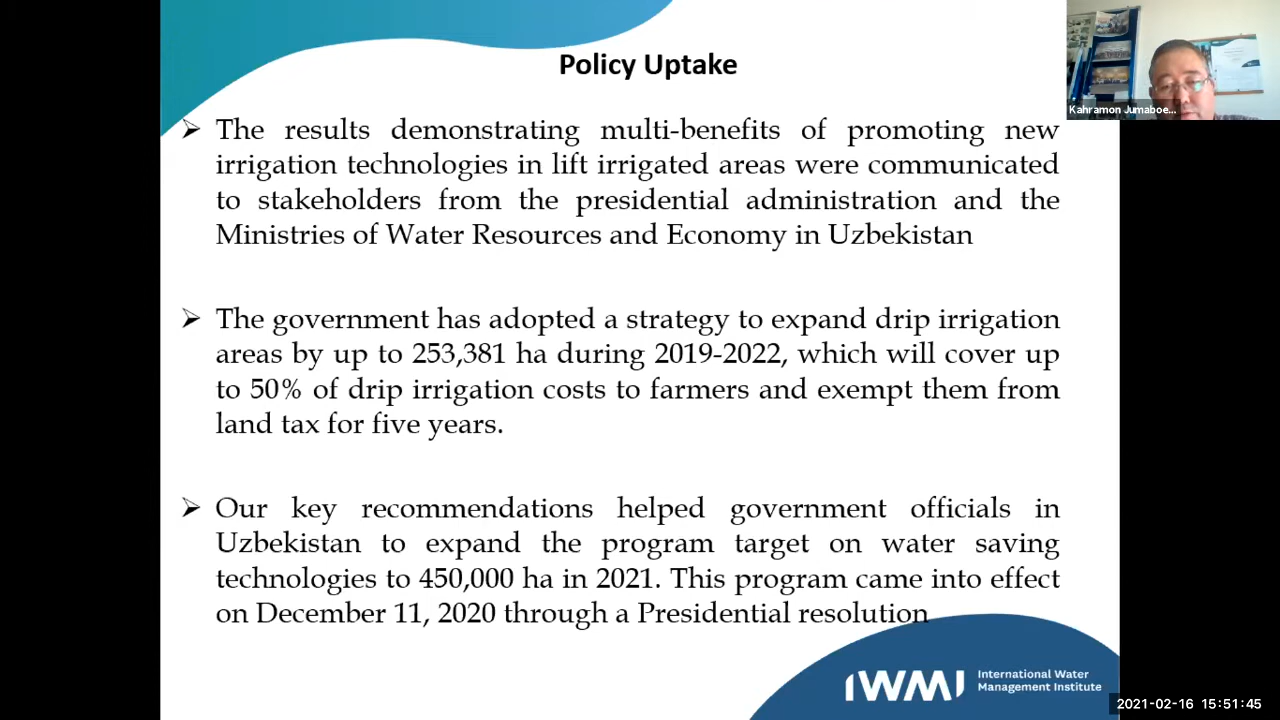 Policy Uptake
Kahramon Jumaboe...
➢ The results demonstrating multi-benefits of promoting new
irrigation technologies in lift irrigated areas were communicated
to stakeholders from the presidential administration and the
Ministries of Water Resources and Economy in Uzbekistan
➢ The government has adopted a strategy to expand drip irrigation
areas by up to 253,381 ha during 2019-2022, which will cover up
to 50% of drip irrigation costs to farmers and exempt them from
land tax for five years.
➢ Our key recommendations helped government officials in
Uzbekistan to expand the program target on water saving
technologies to 450,000 ha in 2021. This program came into effect
on December 11, 2020 through a Presidential resolution
IWMI
International Water
Management Institute
2021-02-16 15:51:45